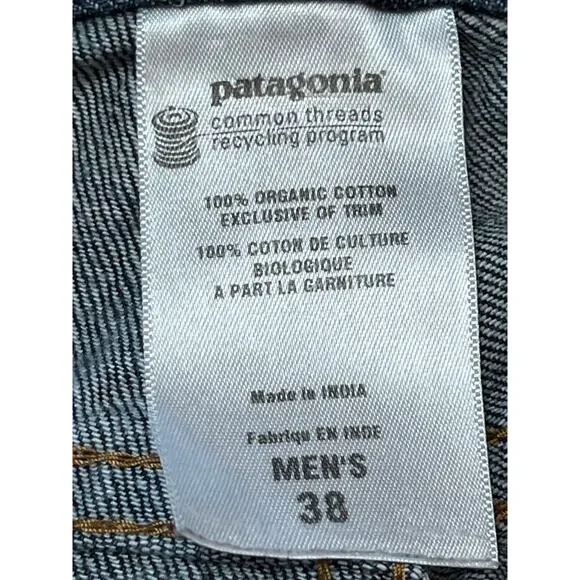 patagonia®
common threads
recycling program
100% ORGANIC COTTON
EXCLUSIVE OF TRIM
100% COTON DE CULTURE
BIOLOGIQUE
A PART LA GARNITURE
Made in INDIA
Fabriqu EN INDE
MEN'S
38